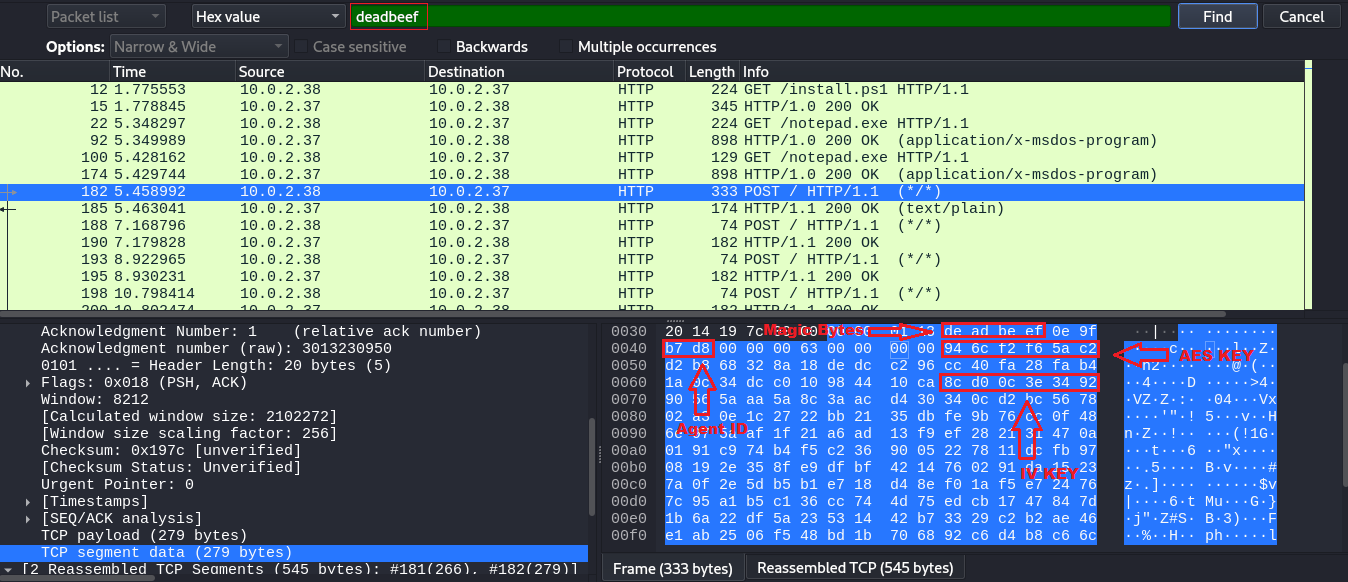 Packet list Hex value deadbeef Find Cancel
Options: Narrow & Wide Case sensitive Backwards Multiple occurrences
No. Time Source Destination Protocol Length Info
12 1.775553 10.0.2.38 10.0.2.37 HTTP 224 GET /install.ps1 HTTP/1.1
15 1.778845 10.0.2.37 10.0.2.38 HTTP 345 HTTP/1.0 200 OK
22 5.348297 10.0.2.38 10.0.2.37 HTTP 224 GET /notepad.exe HTTP/1.1
92 5.349989 10.0.2.37 10.0.2.38 HTTP 898 HTTP/1.0 200 OK (application/x-msdos-program)
100 5.428162 10.0.2.38 10.0.2.37 HTTP 129 GET /notepad.exe HTTP/1.1
174 5.429744 10.0.2.37 10.0.2.38 HTTP 898 HTTP/1.0 200 OK (application/x-msdos-program)
182 5.458992 10.0.2.38 10.0.2.37 HTTP 333 POST / HTTP/1.1 (*/*)
185 5.463041 10.0.2.37 10.0.2.38 HTTP 174 HTTP/1.1 200 OK (text/plain)
188 7.168796 10.0.2.38 10.0.2.37 HTTP 74 POST / HTTP/1.1 (*/*)
190 7.179828 10.0.2.37 10.0.2.38 HTTP 182 HTTP/1.1 200 OK
193 8.922965 10.0.2.38 10.0.2.37 HTTP 74 POST / HTTP/1.1 (*/*)
195 8.930231 10.0.2.37 10.0.2.38 HTTP 182 HTTP/1.1 200 OK
198 10.798414 10.0.2.38 10.0.2.37 HTTP 74 POST / HTTP/1.1 (*/*)
200 10.802474 10.0.2.37 10.0.2.38 HTTP 182 HTTP/1.1 200 OK
Acknowledgment Number: 1 (relative ack number)
Acknowledgment number (raw): 3013230950
0101 .... = Header Length: 20 bytes (5)
Flags: 0x018 (PSH, ACK)
Window: 8212
[Calculated window size: 2102272]
[Window size scaling factor: 256]
Checksum: 0x197c [unverified]
[Checksum Status: Unverified]
Urgent Pointer: 0
[Timestamps]
[SEQ/ACK analysis]
TCP payload (279 bytes)
TCP segment data (279 bytes)
[2 Reassembled TCP Segments (545 bytes): #181(266), #182(279)]
0030 20 14 19 de ad be ef 0e 9f
Magic Bytes
0040 b7 d8 00 00 00 63 00 00 00 00 94 6c f2 f6 5a c2
AES KEY
0050 d2 b8 68 32 8a 18 de dc c2 96 cc 40 fa 28 fa b4
0060 1a 34 dc c0 10 98 44 10 ca 8c d0 0c 3e 34 92
0070 90 5a aa 5a 8c 3a ac d4 30 34 0c d2 bc 56 78
0080 02 0e 1c 27 22 bb 21 35 db fe 9b 76 0f 48
Agent ID
0090 af 1f 21 a6 ad 13 f9 ef 28 21 31 47 0a
00a0 01 91 c9 74 b4 f5 c2 36 90 05 22 78 11 dc fb 97
00b0 08 19 2e 35 8f e9 df bf 42 14 76 02 91 23
IV KEY
00c0 7a 0f 2e 5d b5 b1 e7 18 d4 8e f0 1a f5 e7 24 76
00d0 7c 95 a1 b5 c1 36 cc 74 4d 75 ed cb 17 47 84 7d
00e0 1b 6a 22 df 5a 23 53 14 42 b7 33 29 c2 b2 ae 46
00f0 e1 ab 25 06 f5 48 bd 1b 70 68 92 c6 d4 b8 c6 6c
Frame (333 bytes) Reassembled TCP (545 bytes)